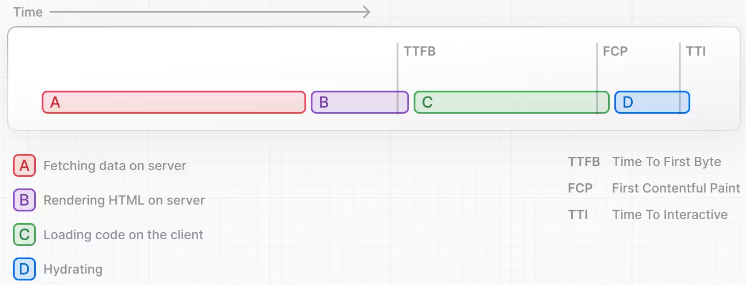 Time
TTFB FCP TTI
A B C D
A Fetching data on server
B Rendering HTML on server
C Loading code on the client
D Hydrating
TTFB Time To First Byte
FCP First Contentful Paint
TTI Time To Interactive